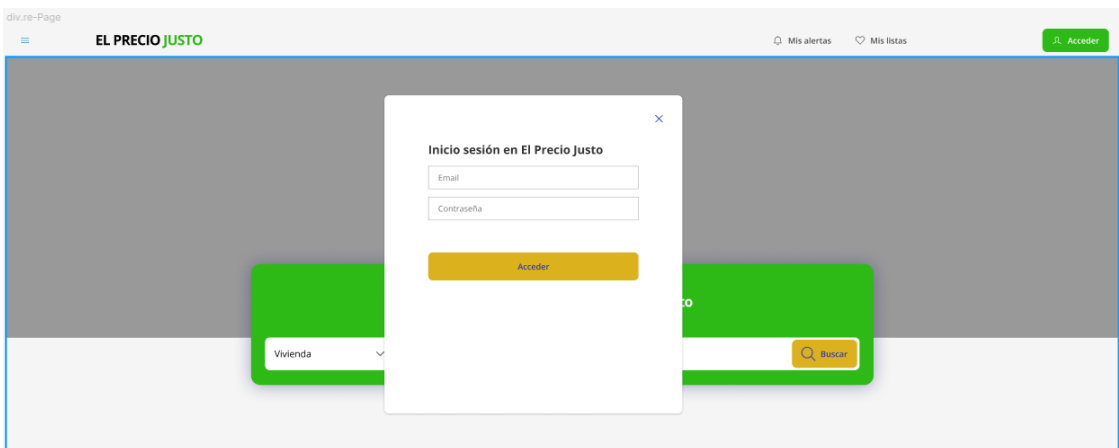 div.re-Page
EL PRECIO JUSTO
Mis alertas
Mis listas
Acceder
Inicio sesión en El Precio Justo
Email
Contraseña
Acceder
to
Vivienda
Buscar